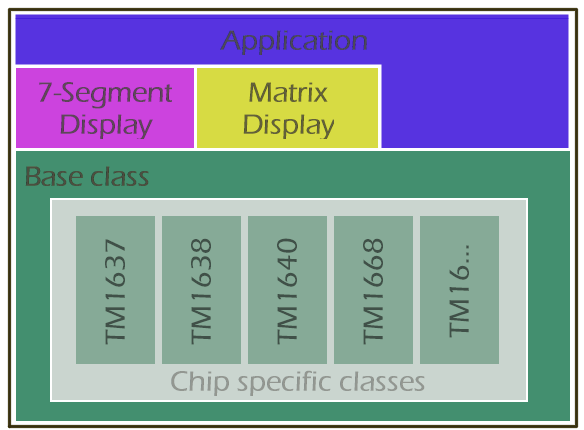 Application
7-Segment
Display
Matrix
Display
Base class
TM1637
TM1638
TM1640
TM1668
TM16...
Chip specific classes